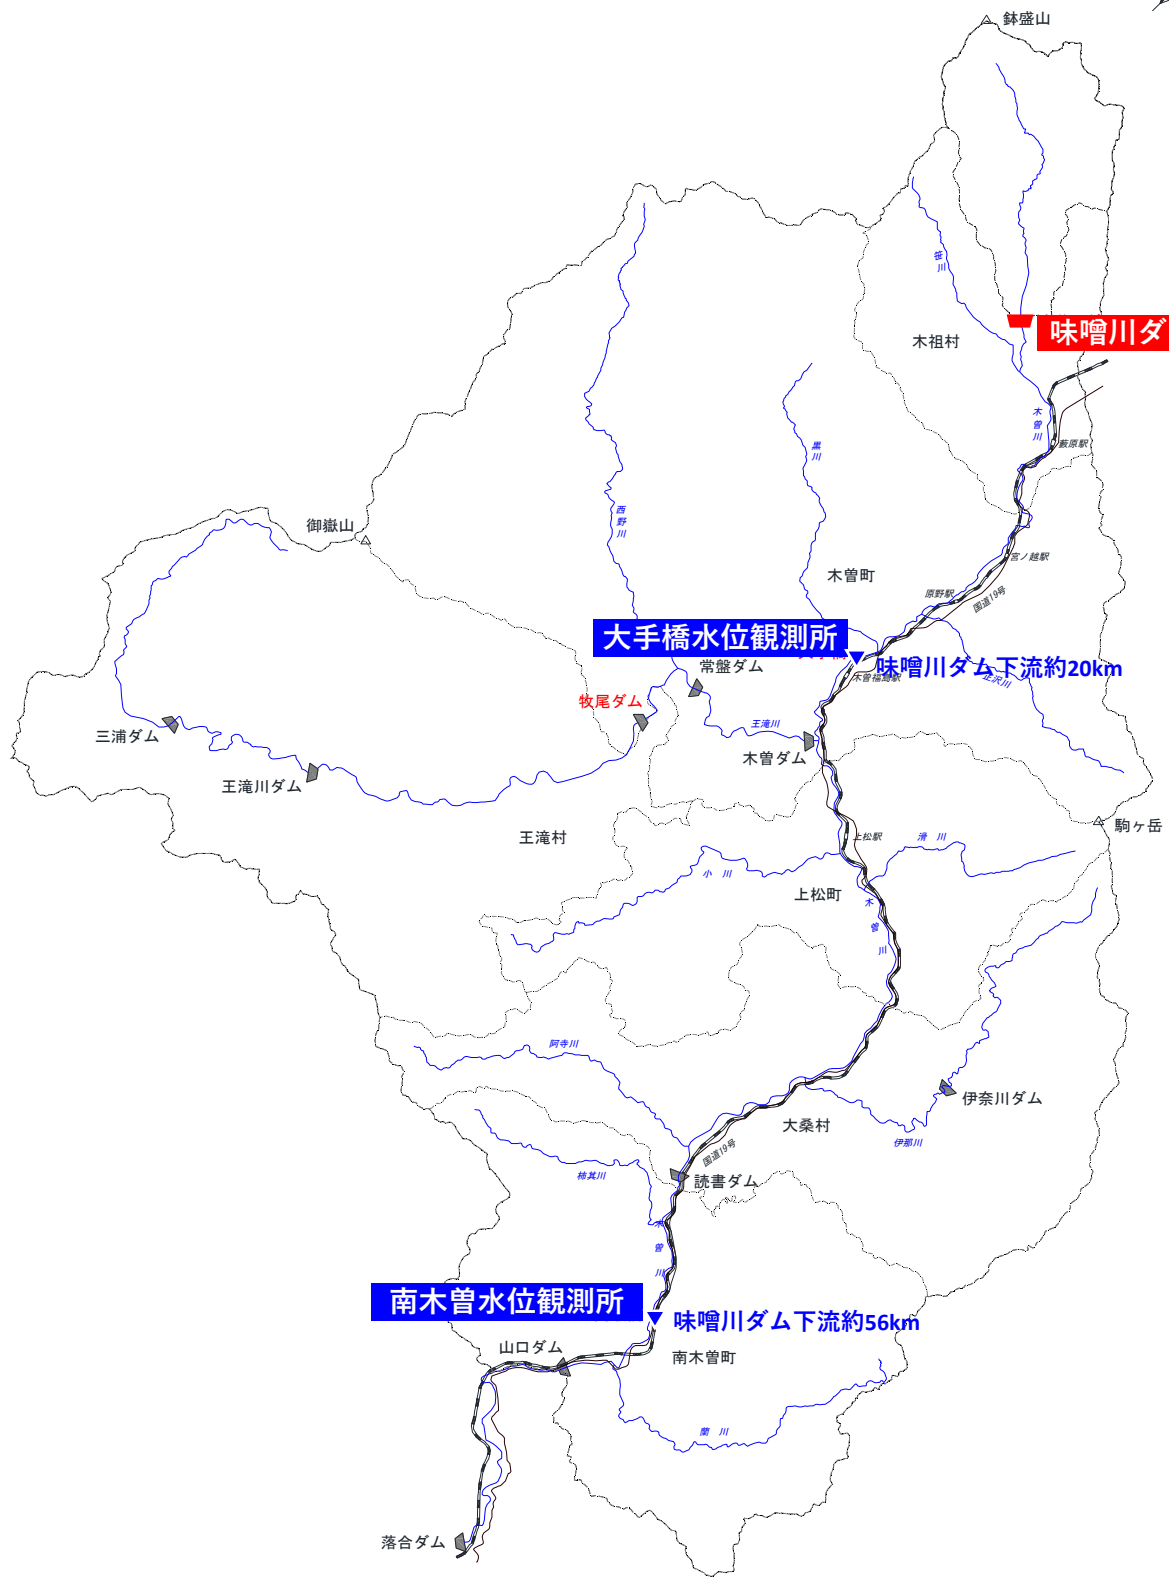 鉢盛山
笹川
木祖村
味噌川ダ
木曽川
藪原駅
黒川
西野川
御嶽山
宮ノ越駅
木曽町
原野駅
国道19号
大手橋水位観測所
味噌川ダム下流約20km
常盤ダム
木曽福島駅
正沢川
牧尾ダム
王滝川
三浦ダム
木曽ダム
王滝川ダム
駒ヶ岳
王滝村
上松駅
滑川
小川
上松町
木曽川
阿寺川
伊奈川ダム
大桑村
伊那川
国道19号
柿其川
読書ダム
木曽川
南木曽水位観測所
味噌川ダム下流約56km
山口ダム
南木曽町
蘭川
落合ダム